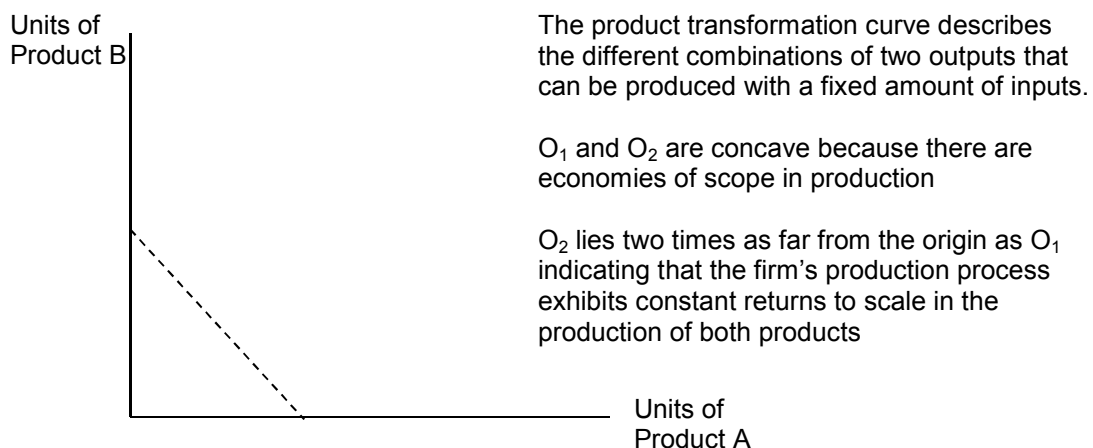 Units of
Product B
The product transformation curve describes
the different combinations of two outputs that
can be produced with a fixed amount of inputs.
O₁ and O₂ are concave because there are
economies of scope in production
O₂ lies two times as far from the origin as O₁
indicating that the firm's production process
exhibits constant returns to scale in the
production of both products
Units of
Product A